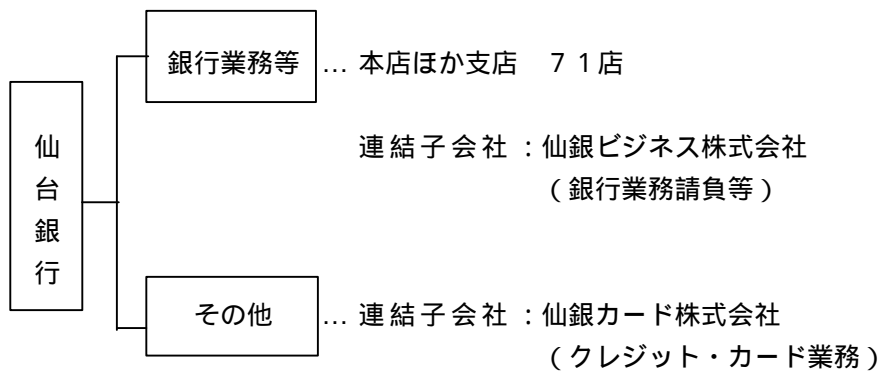 銀行業務等 … 本店ほか支店　７１店
仙台銀行
連結子会社：仙銀ビジネス株式会社
（銀行業務請負等）
その他 … 連結子会社：仙銀カード株式会社
（クレジット・カード業務）